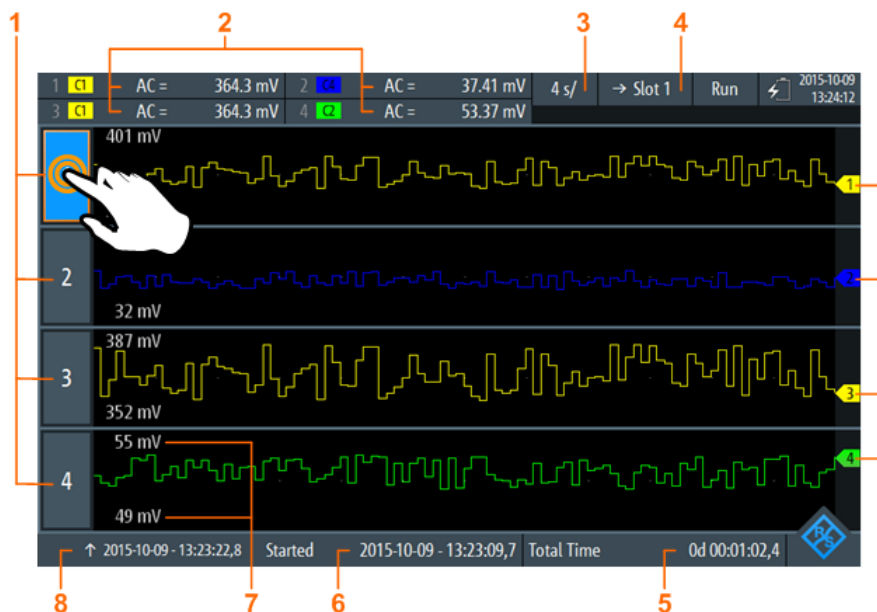 1 2 3 4
1 C1 AC = 364.3 mV 2 C4 AC = 37.41 mV 4 s/ → Slot 1 Run 2015-10-09
13:24:12
3 C1 AC = 364.3 mV 4 C2 AC = 53.37 mV
401 mV
1
2
2
32 mV
387 mV
3
3
352 mV
55 mV
4
4
49 mV
R S
↑ 2015-10-09 - 13:23:22,8 Started 2015-10-09 - 13:23:09,7 Total Time 0d 00:01:02,4
8 7 6 5